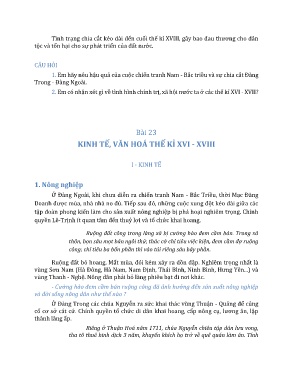 Tình trạng chia cắt kéo dài đến cuối thế kỉ XVIII, gây bao đau thương cho dân
tộc và tổn hại cho sự phát triển của đất nước.
CÂU HỎI
1. Em hãy nêu hậu quả của cuộc chiến tranh Nam - Bắc triều và sự chia cắt Đàng
Trong - Đàng Ngoài.
2. Em có nhận xét gì về tình hình chính trị, xã hội nước ta ở các thế kỉ XVI - XVIII?
Bài 23
KINH TẾ, VĂN HOÁ THẾ KỈ XVI - XVIII
I - KINH TẾ
1. Nông nghiệp
Ở Đàng Ngoài, khi chưa diễn ra chiến tranh Nam - Bắc Triều, thời Mạc Đăng
Doanh được mùa, nhà nhà no đủ. Tiếp sau đó, những cuộc xung đột kéo dài giữa các
tập đoàn phong kiến làm cho sản xuất nông nghiệp bị phá hoại nghiêm trọng. Chính
quyền Lê-Trịnh ít quan tâm đến thuỷ lợi và tổ chức khai hoang.
Ruộng đất công trong làng xã bị cường hào đem cầm bán. Trong xã
thôn, bọn sâu mọt bòn ngồi thứ, thóc cứ chỉ tiêu việc kiện, đem cầm ấp ruộng
công, chỉ tiêu ba bốn phần thì vào túi riêng sáu bảy phần.
Ruộng đất bỏ hoang. Mất mùa, đói kém xảy ra dồn dập. Nghiêm trọng nhất là
vùng Sơn Nam (Hà Đông, Hà Nam, Nam Định, Thái Bình, Ninh Bình, Hưng Yên...) và
vùng Thanh - Nghệ. Nông dân phải bỏ làng phiêu bạt đi nơi khác.
- Cường hào đem cầm bán ruộng công đã ảnh hưởng đến sản xuất nông nghiệp
và đời sống nông dân như thế nào ?
Ở Đàng Trong các chúa Nguyễn ra sức khai thác vùng Thuận - Quảng để củng
cố cơ sở cát cứ. Chính quyền tổ chức di dân khai hoang, cấp nông cụ, lương ăn, lập
thành làng ấp.
Riêng ở Thuận Hoá năm 1711, chúa Nguyễn chiêu tập dân lưu vong,
tha tô thuế binh dịch 3 năm, khuyến khích họ trở về quê quán làm ăn. Tính